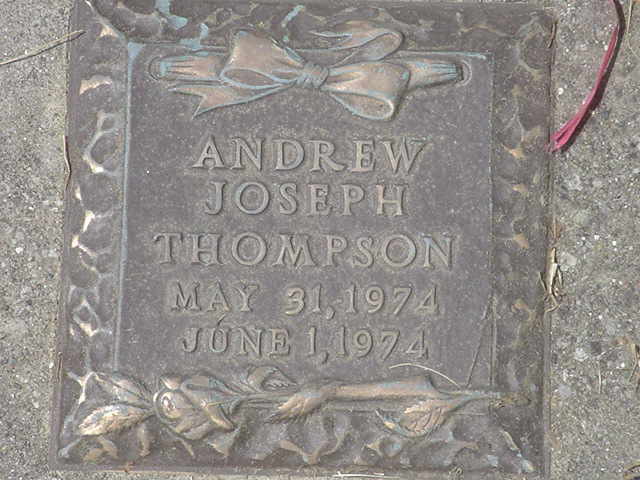 ANDREW
JOSEPH
THOMPSON
MAY 31, 1974
JUNE 1, 1974